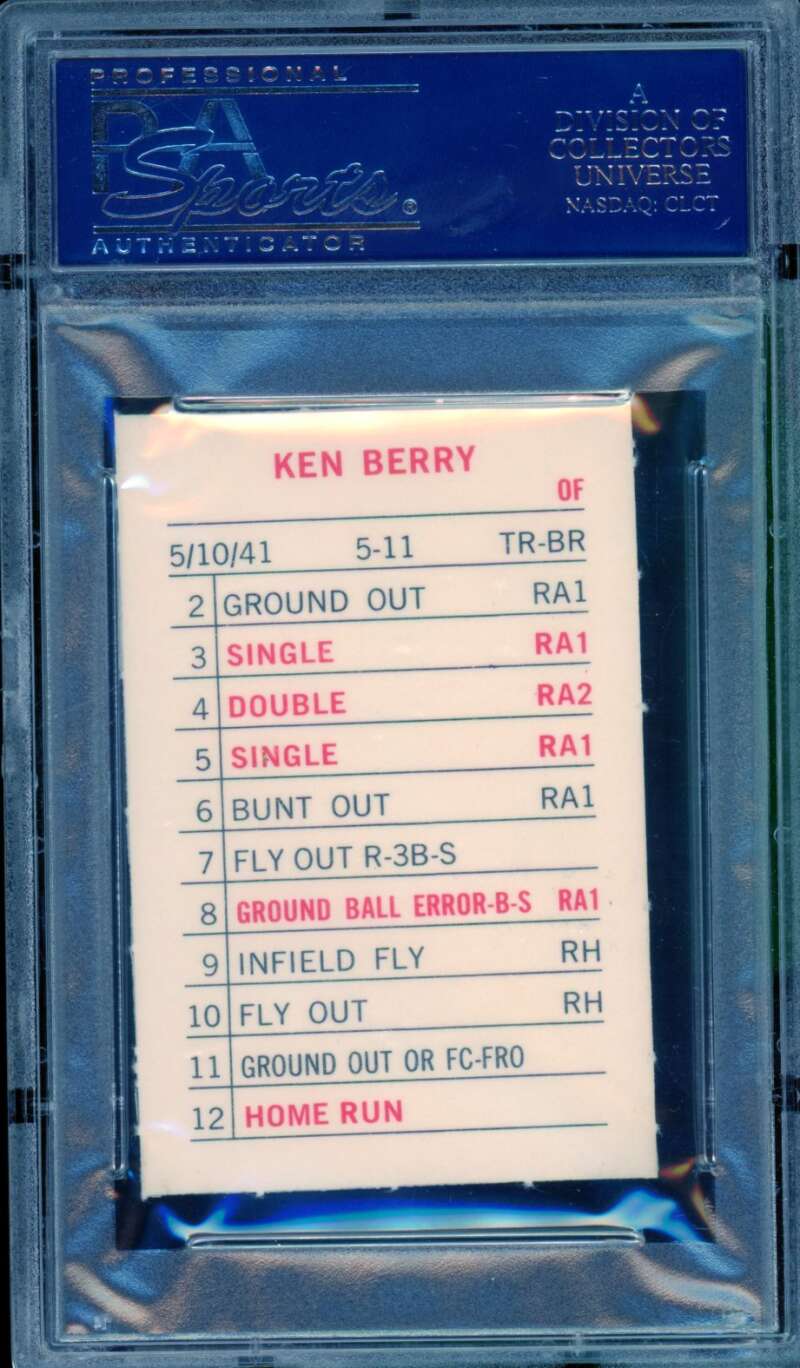 PROFESSIONAL
PSA
Sports®
AUTHENTICATOR
A
DIVISION OF
COLLECTORS
UNIVERSE
NASDAQ: CLCT
KEN BERRY
OF
5/10/41 5-11 TR-BR
2 GROUND OUT RA1
3 SINGLE RA1
4 DOUBLE RA2
5 SINGLE RA1
6 BUNT OUT RA1
7 FLY OUT R-3B-S
8 GROUND BALL ERROR-B-S RA1
9 INFIELD FLY RH
10 FLY OUT RH
11 GROUND OUT OR FC-FRO
12 HOME RUN